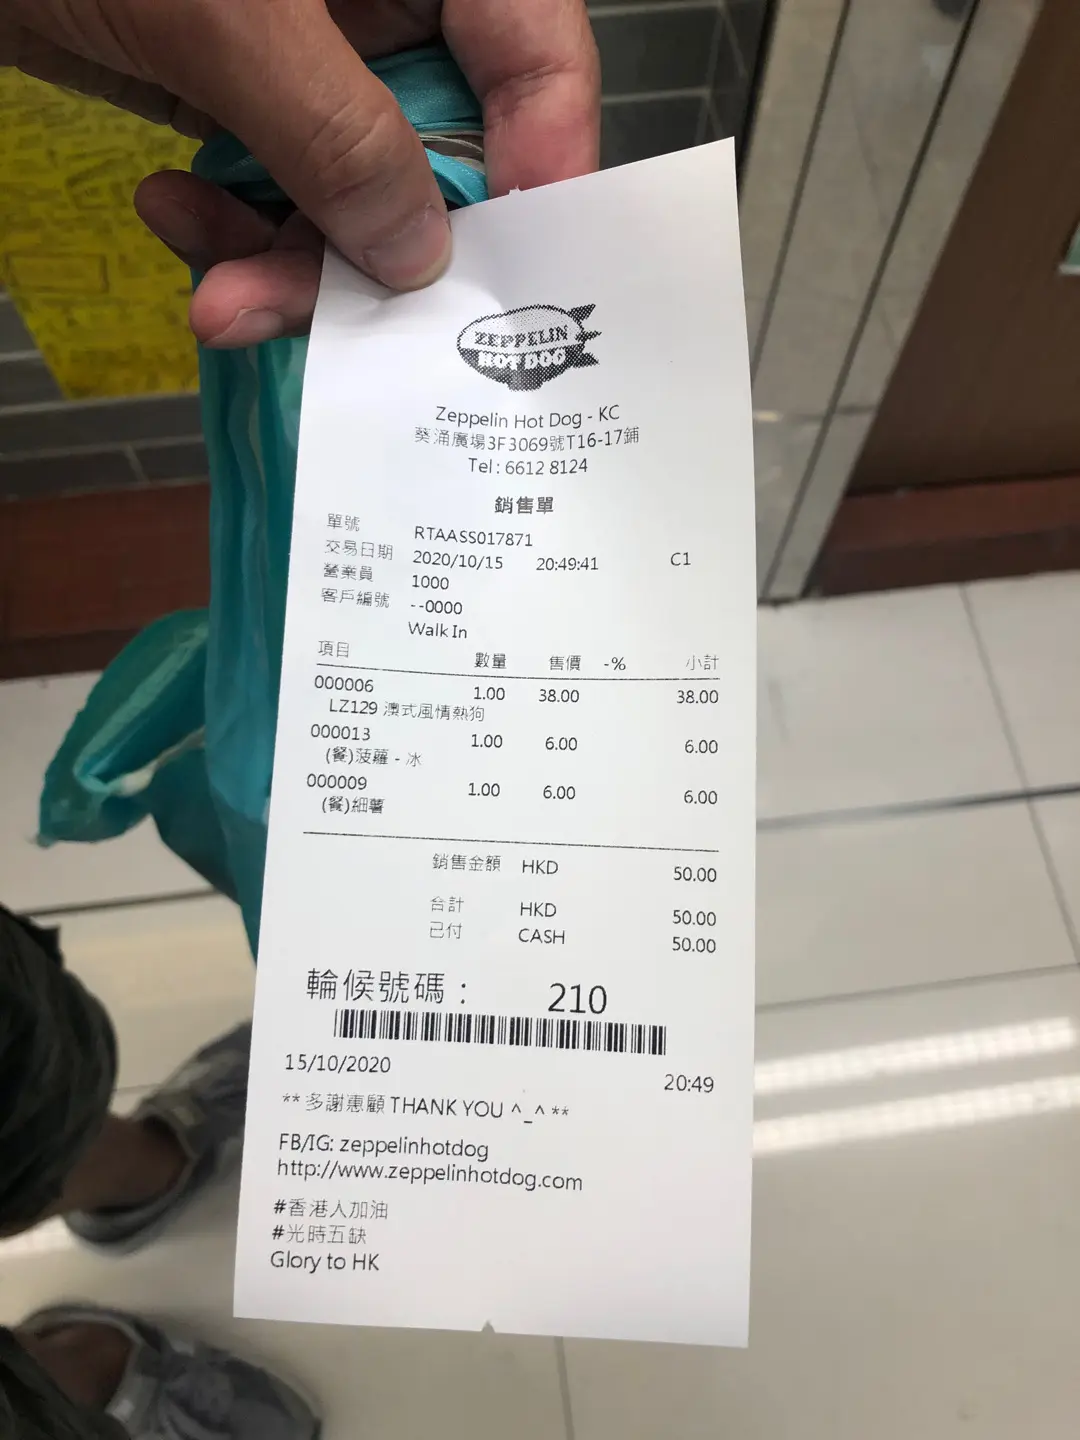 ZEPPELIN
HOT DOG
Zeppelin Hot Dog - KC
葵涌廣場3F3069號T16-17鋪
Tel : 6612 8124
銷售單
單號 RTAASS017871
交易日期 2020/10/15 20:49:41 C1
營業員 1000
客戶編號 --0000
Walk In
項目 數量 售價 -% 小計
000006 1.00 38.00 38.00
LZ129 澳式風情熱狗
000013 1.00 6.00 6.00
(餐)菠蘿 - 冰
000009 1.00 6.00 6.00
(餐)細薯
銷售金額 HKD 50.00
合計 HKD 50.00
已付 CASH 50.00
輪候號碼： 210
15/10/2020 20:49
** 多謝惠顧 THANK YOU ^_^ **
FB/IG: zeppelinhotdog
http://www.zeppelinhotdog.com
#香港人加油
#光時五缺
Glory to HK